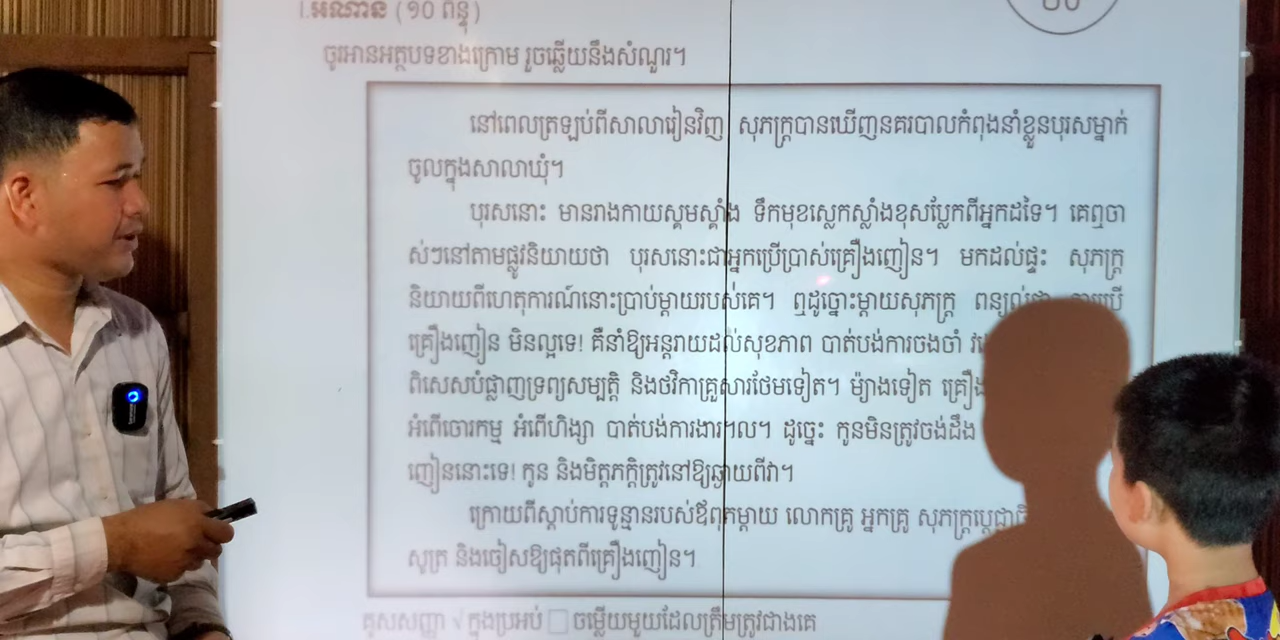 I.អំណាន (១០ ពិន្ទុ)
ចូរអានអត្ថបទខាងក្រោម រួចឆ្លើយនឹងសំណួរ។
នៅពេលត្រឡប់ពីសាលារៀនវិញ សុភក្ត្របានឃើញនគរបាលកំពុងនាំខ្លួនបុរសម្នាក់
ចូលក្នុងសាលាឃុំ។
បុរសនោះ មានរាងកាយស្គមស្គាំង ទឹកមុខស្លេកស្លាំងខុសប្លែកពីអ្នកដទៃ។ គេឮចា
ស់ៗនៅតាមផ្លូវនិយាយថា បុរសនោះជាអ្នកប្រើប្រាស់គ្រឿងញៀន។ មកដល់ផ្ទះ សុភក្ត្រ
និយាយពីហេតុការណ៍នោះប្រាប់ម្តាយរបស់គេ។ ឮដូច្នោះម្តាយសុភក្ត្រ ពន្យល់ថា
គ្រឿងញៀន មិនល្អទេ! គឺនាំឱ្យអន្តរាយដល់សុខភាព បាត់បង់ការចងចាំ
ពិសេសបំផ្លាញទ្រព្យសម្បត្តិ និងថវិកាគ្រួសារថែមទៀត។ ម៉្យាងទៀត គ្រឿង
អំពើចោរកម្ម អំពើហិង្សា បាត់បង់ការងារ។ល។ ដូច្នេះ កូនមិនត្រូវចង់ដឹង
ញៀននោះទេ! កូន និងមិត្តភក្តិត្រូវនៅឱ្យឆ្ងាយពីវា។
ក្រោយពីស្តាប់ការទូន្មានរបស់ឪពុកម្តាយ លោកគ្រូ អ្នកគ្រូ សុភក្ត្រប្តេជ្ញា
សូត្រ និងចៀសឱ្យផុតពីគ្រឿងញៀន។
គូសសញ្ញា √ ក្នុងប្រអប់ □ ចម្លើយមួយដែលត្រឹមត្រូវជាងគេ